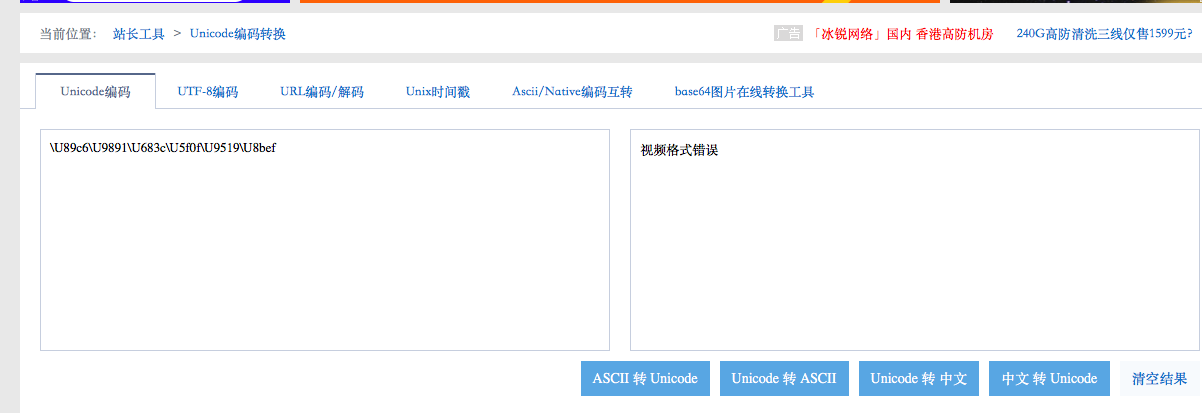 当前位置： 站长工具 > Unicode编码转换 广告 「冰锐网络」国内 香港高防机房 240G高防清洗三线仅售1599元?
Unicode编码 UTF-8编码 URL编码/解码 Unix时间戳 Ascii/Native编码互转 base64图片在线转换工具
\U89c6\U9891\U683c\U5f0f\U9519\U8bef 视频格式错误
ASCII 转 Unicode Unicode 转 ASCII Unicode 转 中文 中文 转 Unicode 清空结果